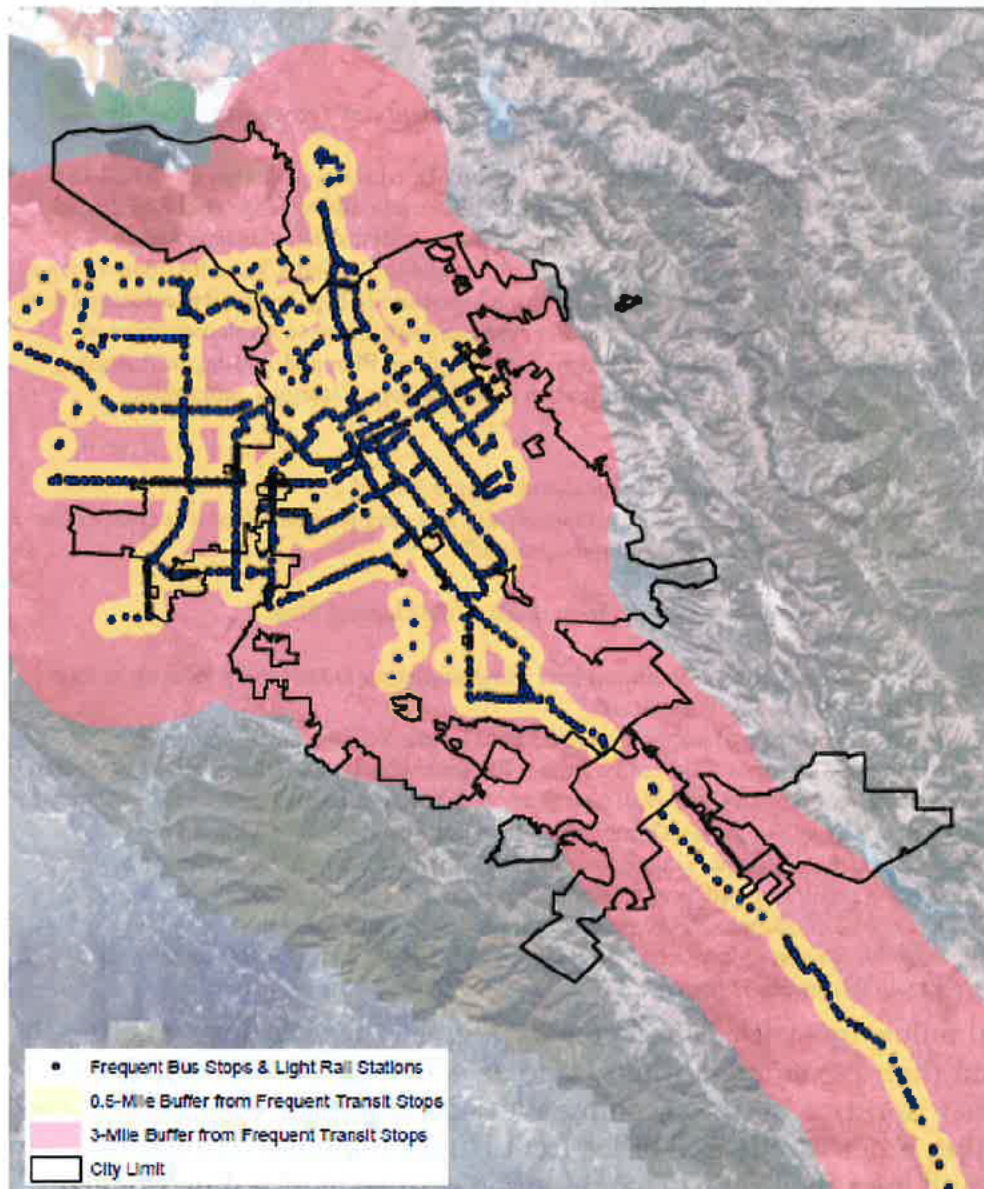 Frequent Bus Stops & Light Rail Stations
0.5-Mile Buffer from Frequent Transit Stops
3-Mile Buffer from Frequent Transit Stops
City Limit